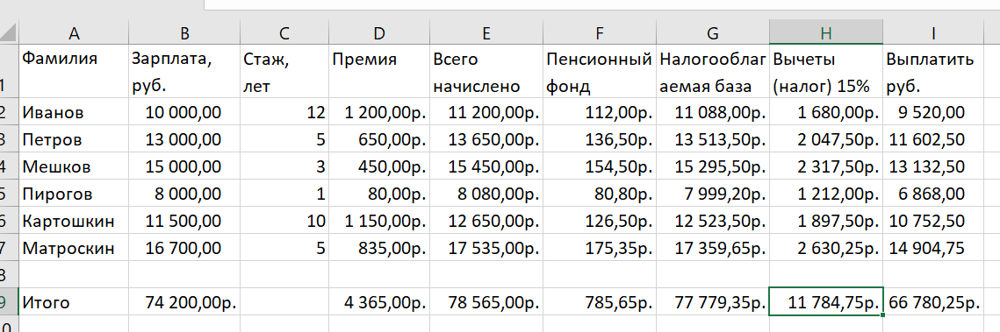 A B C D E F G H I
1 Фамилия Зарплата, Стаж, Премия Всего Пенсионный Налогооблаг Вычеты Выплатить
руб. лет начислено фонд аемая база (налог) 15% руб.
2 Иванов 10 000,00 12 1 200,00р. 11 200,00р. 112,00р. 11 088,00р. 1 680,00р. 9 520,00
3 Петров 13 000,00 5 650,00р. 13 650,00р. 136,50р. 13 513,50р. 2 047,50р. 11 602,50
4 Мешков 15 000,00 3 450,00р. 15 450,00р. 154,50р. 15 295,50р. 2 317,50р. 13 132,50
5 Пирогов 8 000,00 1 80,00р. 8 080,00р. 80,80р. 7 999,20р. 1 212,00р. 6 868,00
6 Картошкин 11 500,00 10 1 150,00р. 12 650,00р. 126,50р. 12 523,50р. 1 897,50р. 10 752,50
7 Матроскин 16 700,00 5 835,00р. 17 535,00р. 175,35р. 17 359,65р. 2 630,25р. 14 904,75
8
9 Итого 74 200,00р. 4 365,00р. 78 565,00р. 785,65р. 77 779,35р. 11 784,75р. 66 780,25р.